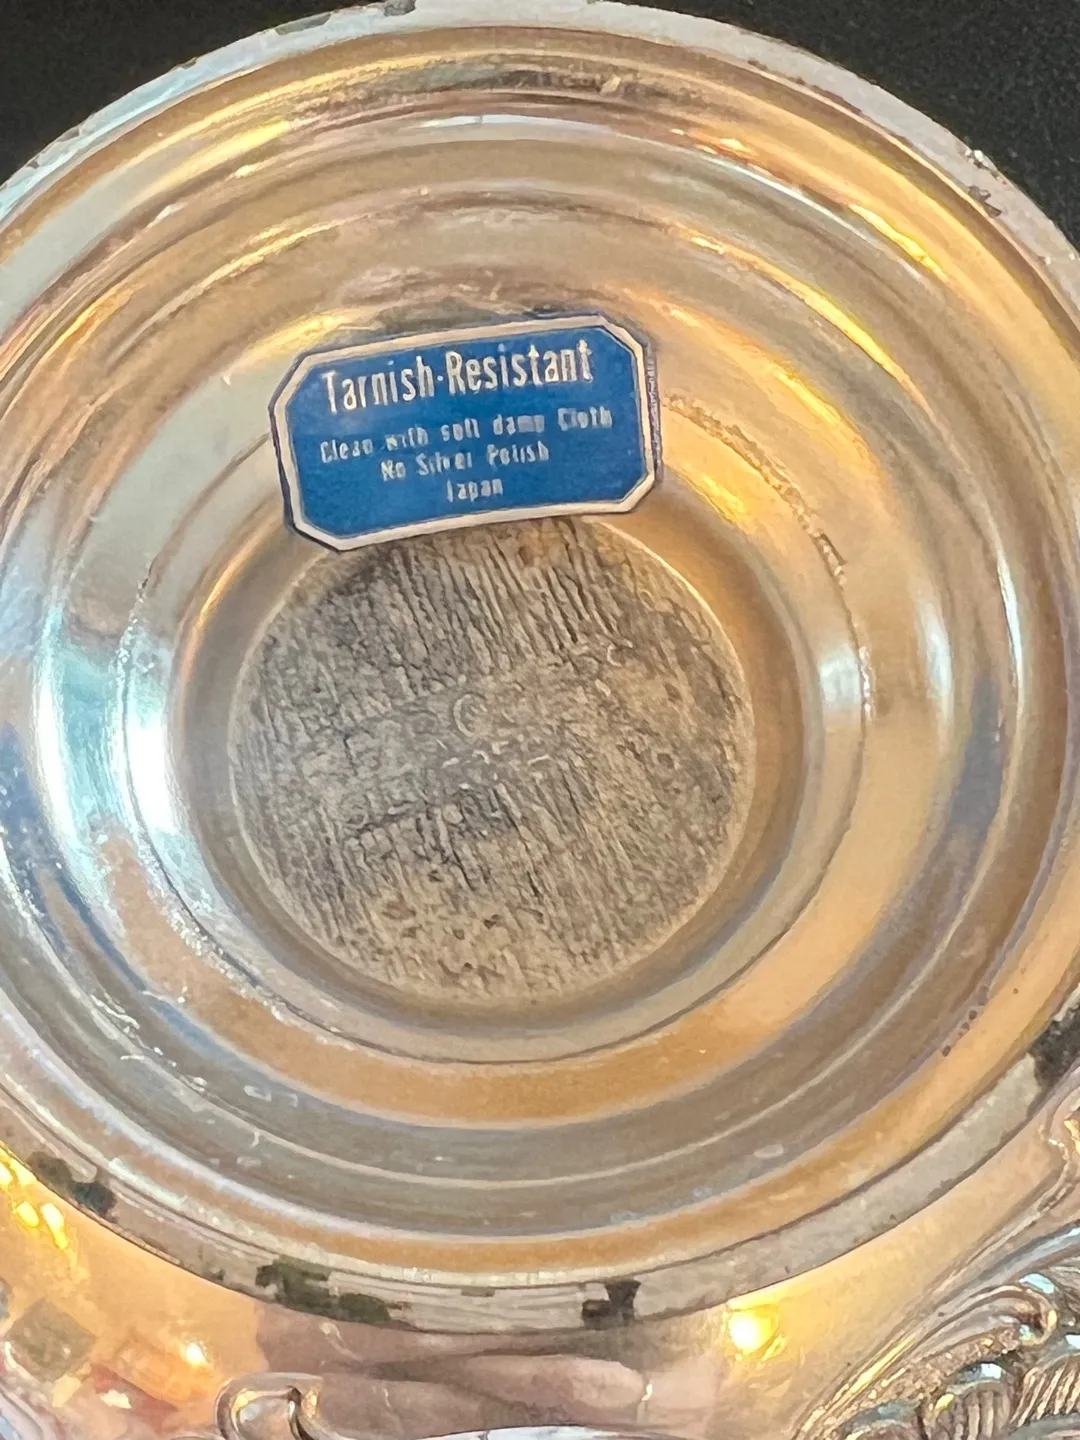 Tarnish-Resistant
Clean with soft damp Cloth
No Silver Polish
Japan